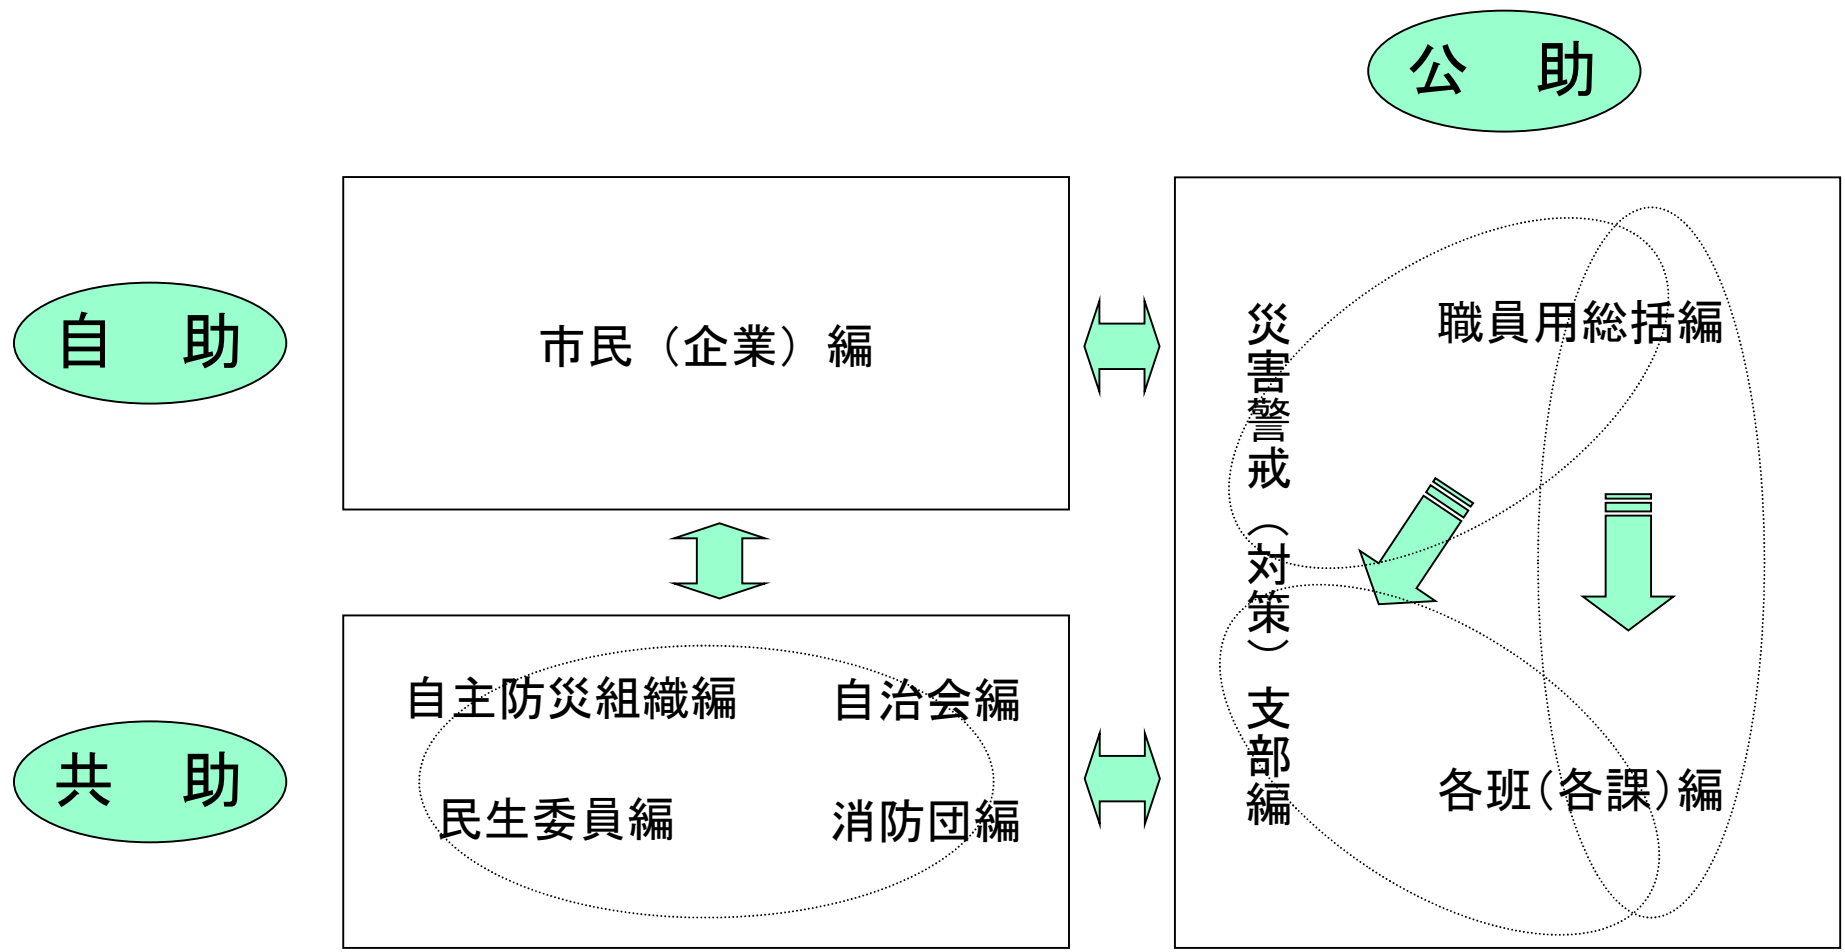 公　助
自　助
市民（企業）編
共　助
自主防災組織編
自治会編
民生委員編
消防団編
災害警戒（対策）支部編
職員用総括編
各班(各課)編